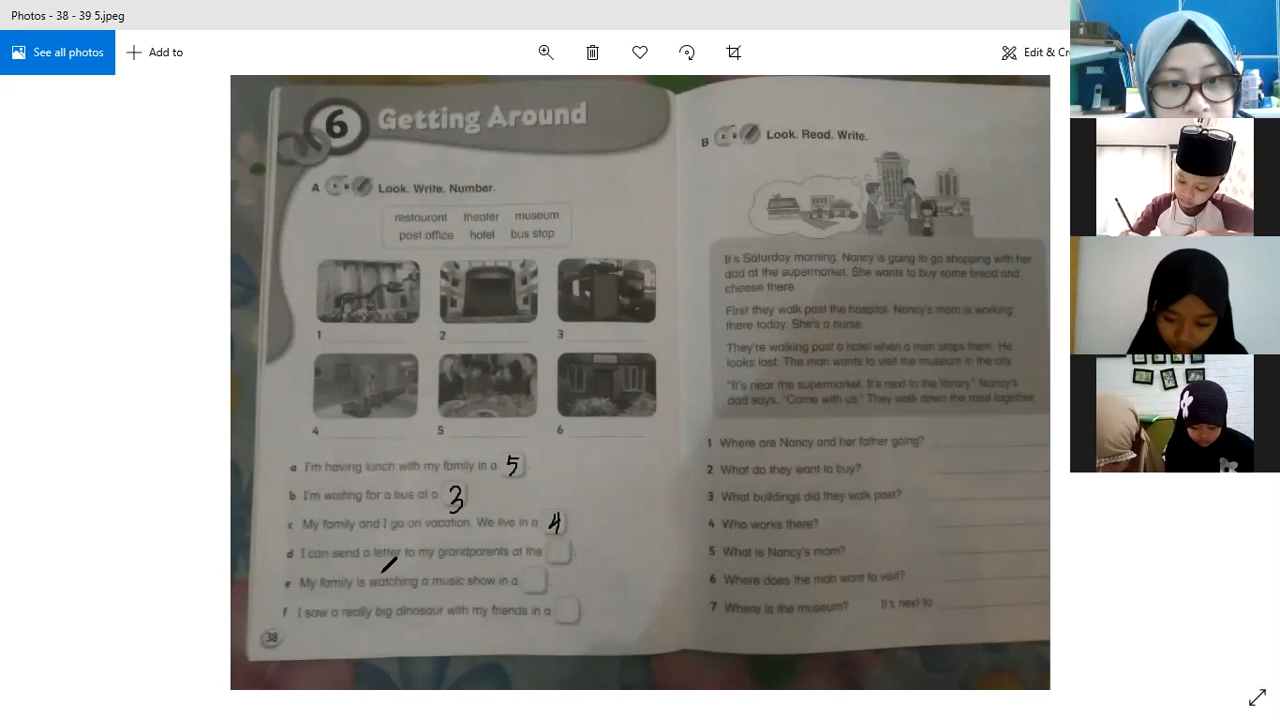 Photos - 38 - 39 5.jpeg
See all photos
Add to
Edit & Cr
6
Getting Around
A Look. Write. Number.
restaurant theater museum
post office hotel bus stop
1
2
3
4
5
6
a I'm having lunch with my family in a 5
b I'm waiting for a bus at a 3
c My family and I go on vacation. We live in a 4
d I can send a letter to my grandparents at the
e My family is watching a music show in a
f I saw a really big dinosaur with my friends in a
38
B Look. Read. Write.
It's Saturday morning. Nancy is going to go shopping with her
dad at the supermarket. She wants to buy some bread and
cheese there.
First they walk past the hospital. Nancy's mom is working
there today. She's a nurse.
They're walking past a hotel when a man stops them. He
looks lost. The man wants to visit the museum in the city.
"It's near the supermarket. It's next to the library." Nancy's
dad says. "Come with us." They walk down the road together.
1 Where are Nancy and her father going?
2 What do they want to buy?
3 What buildings did they walk past?
4 Who works there?
5 What is Nancy's mom?
6 Where does the man want to visit?
7 Where is the museum? It's next to